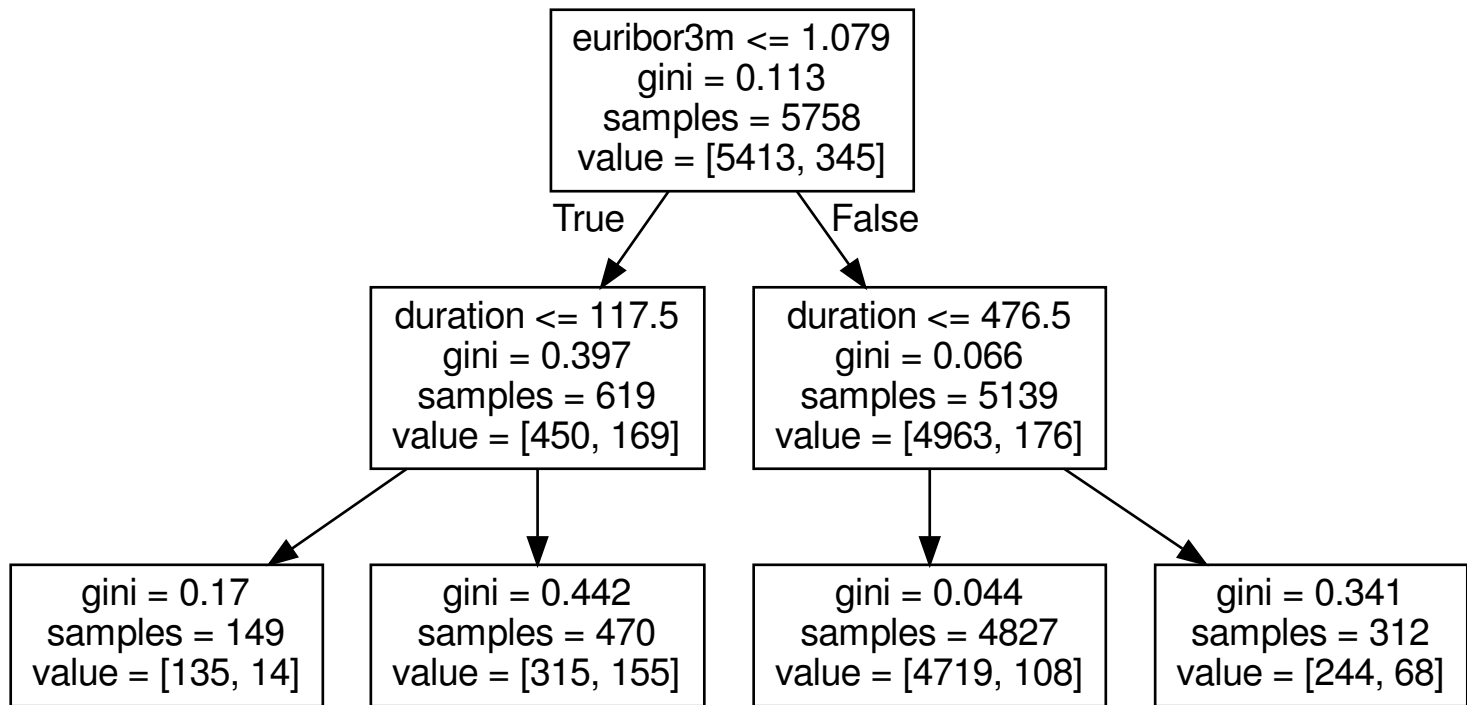 euribor3m <= 1.079
gini = 0.113
samples = 5758
value = [5413, 345]
True
False
duration <= 117.5
gini = 0.397
samples = 619
value = [450, 169]
duration <= 476.5
gini = 0.066
samples = 5139
value = [4963, 176]
gini = 0.17
samples = 149
value = [135, 14]
gini = 0.442
samples = 470
value = [315, 155]
gini = 0.044
samples = 4827
value = [4719, 108]
gini = 0.341
samples = 312
value = [244, 68]